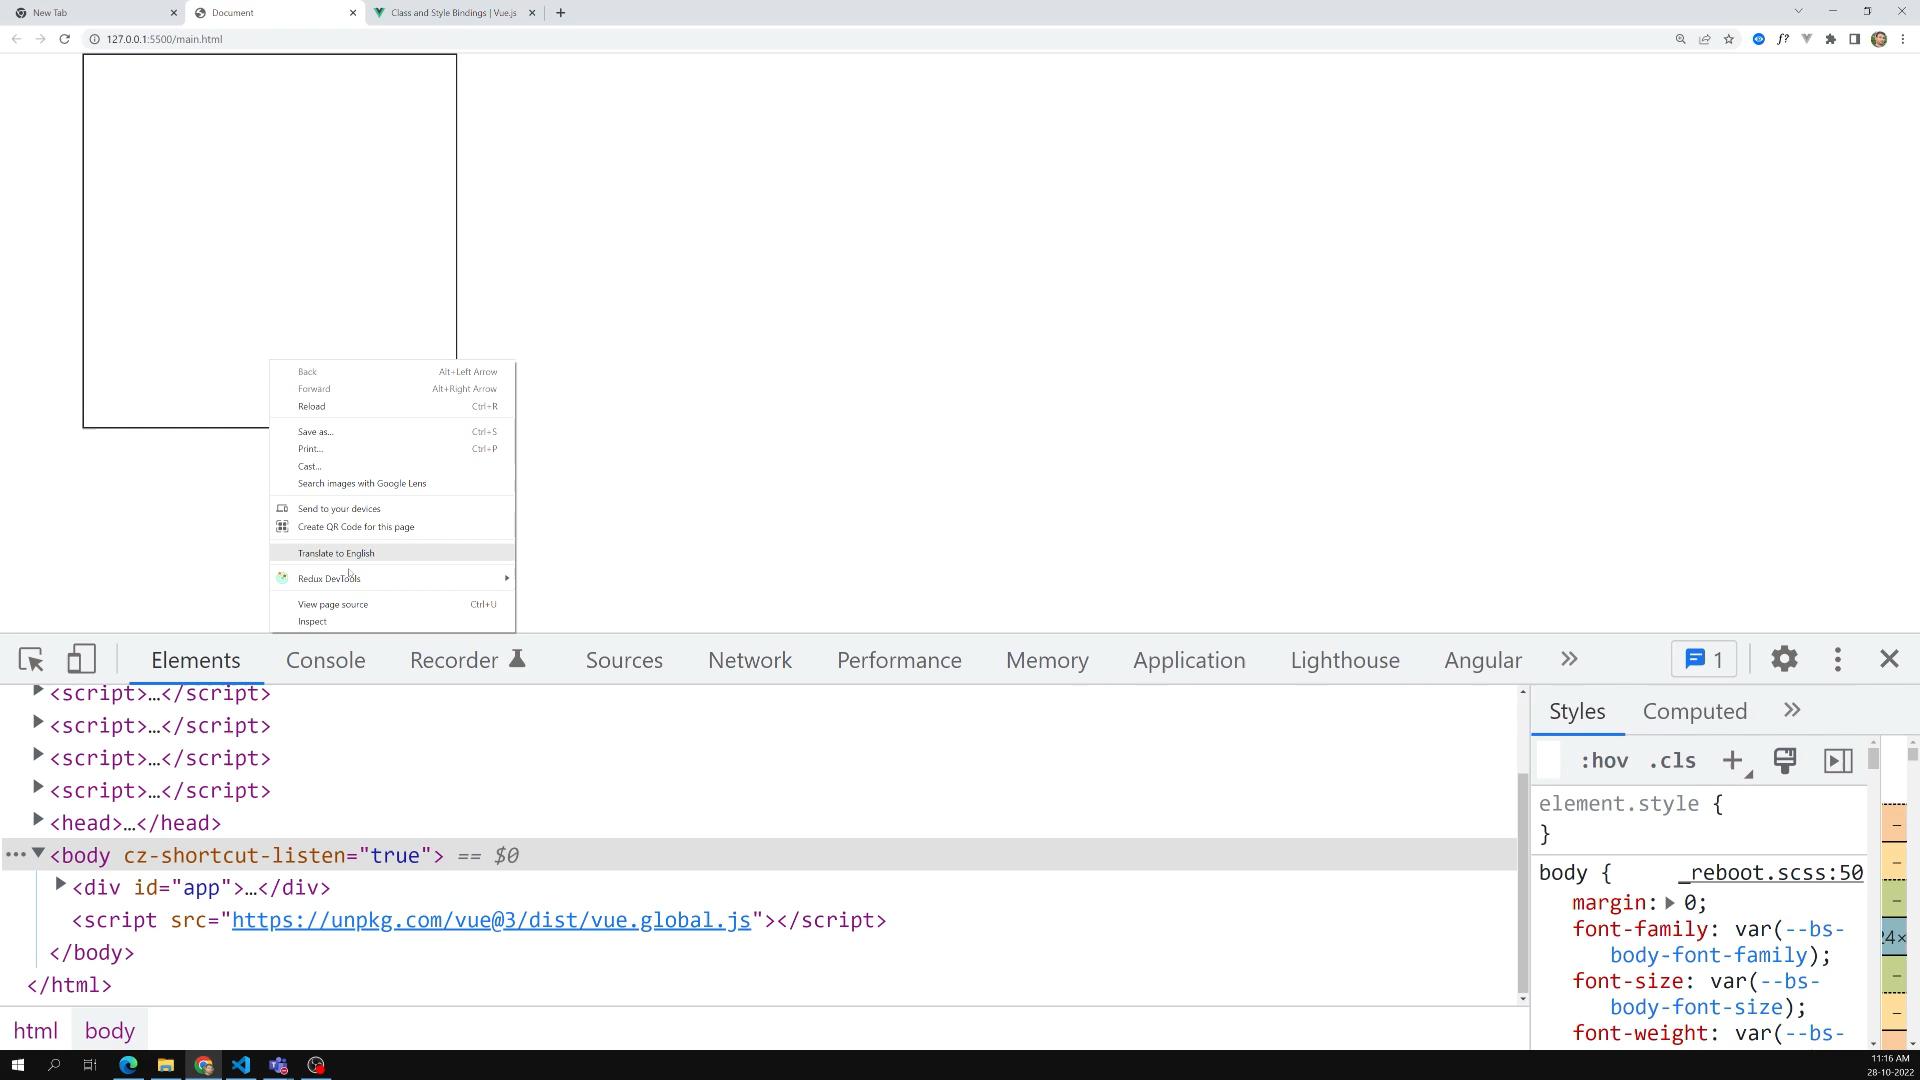 New Tab
Document
Class and Style Bindings | Vue.js
127.0.0.1:5500/main.html
f?
Back Alt+Left Arrow
Forward Alt+Right Arrow
Reload Ctrl+R
Save as... Ctrl+S
Print... Ctrl+P
Cast...
Search images with Google Lens
Send to your devices
Create QR Code for this page
Translate to English
Redux DevTools
View page source Ctrl+U
Inspect
Elements Console Recorder Sources Network Performance Memory Application Lighthouse Angular 1
<script>…</script>
<script>…</script>
<script>…</script>
<script>…</script>
<head>…</head>
<body cz-shortcut-listen="true"> == $0
<div id="app">…</div>
<script src="https://unpkg.com/vue@3/dist/vue.global.js"></script>
</body>
</html>
html body
Styles Computed
:hov .cls
element.style {
}
body { _reboot.scss:50
margin: 0;
font-family: var(--bs-
body-font-family);
font-size: var(--bs-
body-font-size);
font-weight: var(--bs-
24×
11:16 AM
28-10-2022